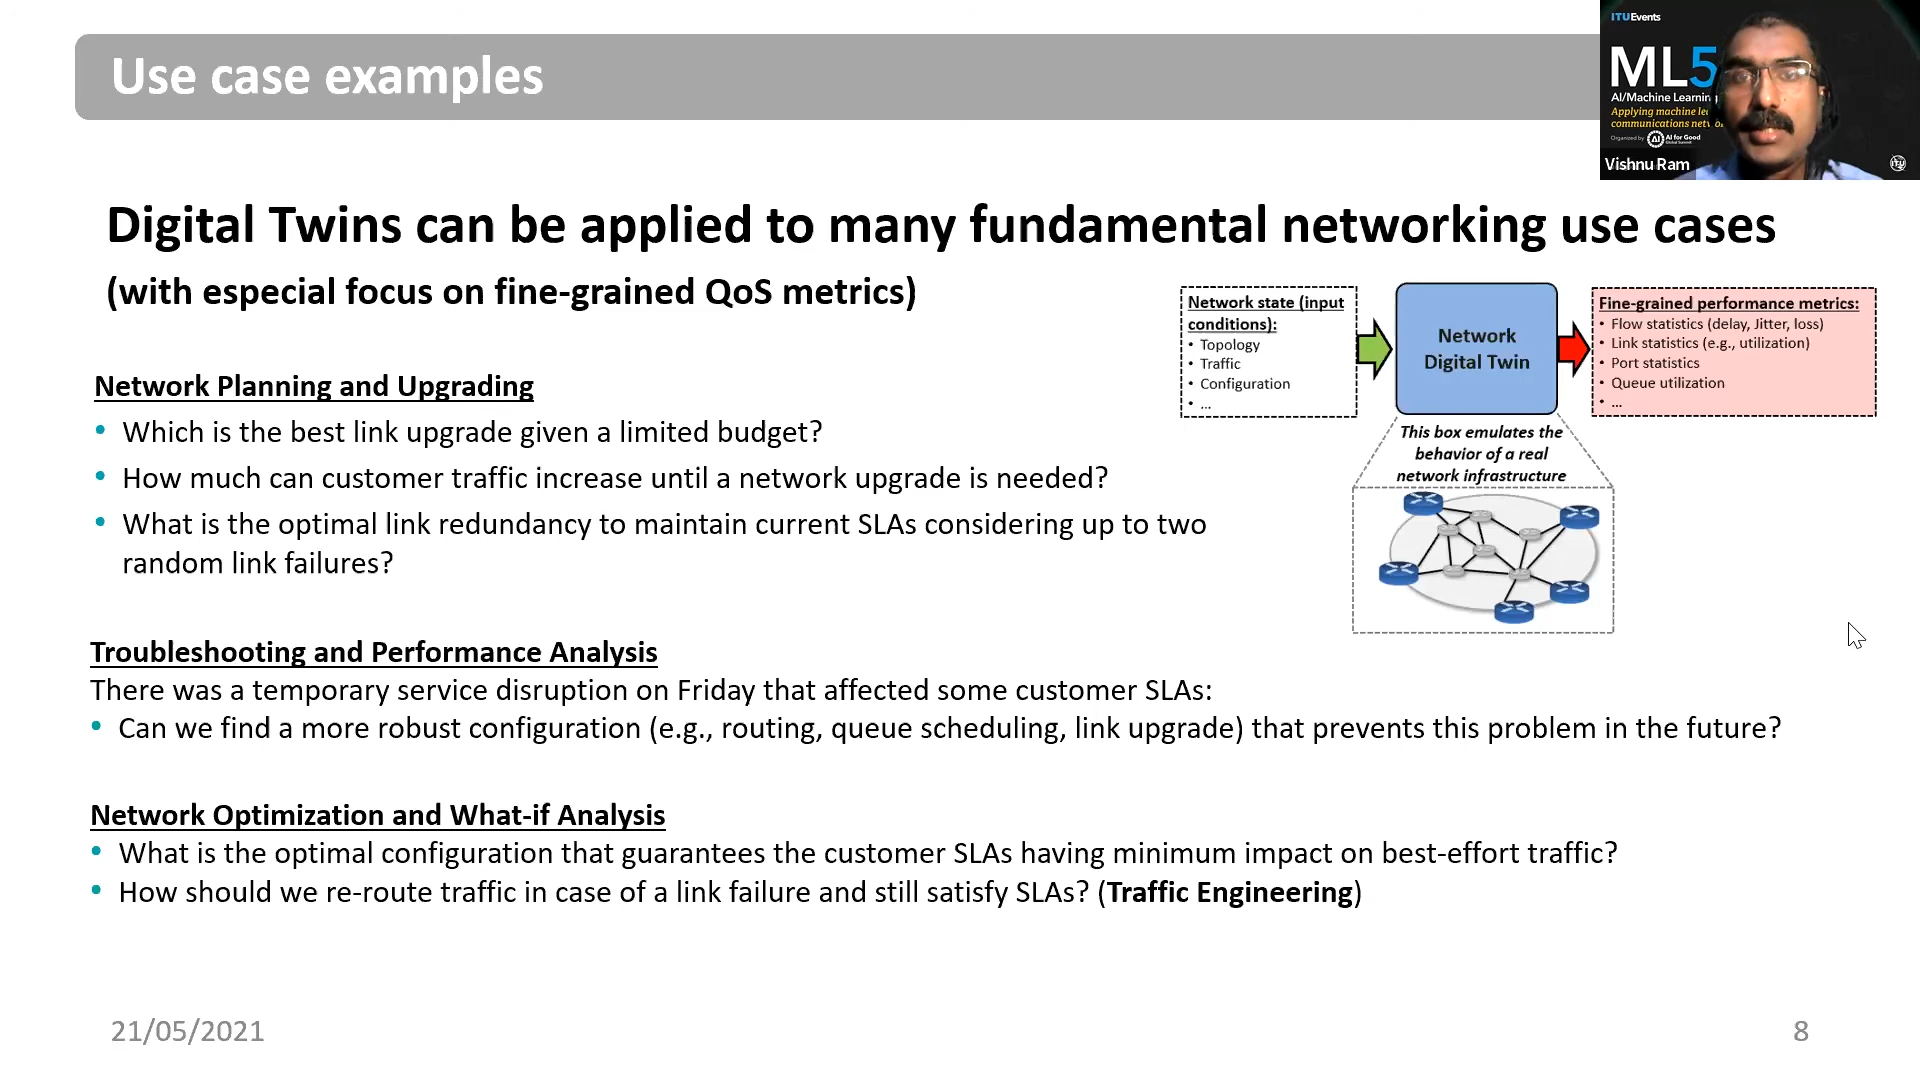 Use case examples
ITUEvents
ML5
AI/Machine Learning
Applying machine
communications
Organized by AI for Good
Global Summit
Vishnu Ram
Digital Twins can be applied to many fundamental networking use cases
(with especial focus on fine-grained QoS metrics)
Network state (input
conditions):
• Topology
• Traffic
• Configuration
• ...
Network
Digital Twin
Fine-grained performance metrics:
• Flow statistics (delay, Jitter, loss)
• Link statistics (e.g., utilization)
• Port statistics
• Queue utilization
• ...
This box emulates the
behavior of a real
network infrastructure
Network Planning and Upgrading
• Which is the best link upgrade given a limited budget?
• How much can customer traffic increase until a network upgrade is needed?
• What is the optimal link redundancy to maintain current SLAs considering up to two
random link failures?
Troubleshooting and Performance Analysis
There was a temporary service disruption on Friday that affected some customer SLAs:
• Can we find a more robust configuration (e.g., routing, queue scheduling, link upgrade) that prevents this problem in the future?
Network Optimization and What-if Analysis
• What is the optimal configuration that guarantees the customer SLAs having minimum impact on best-effort traffic?
• How should we re-route traffic in case of a link failure and still satisfy SLAs? (Traffic Engineering)
21/05/2021
8